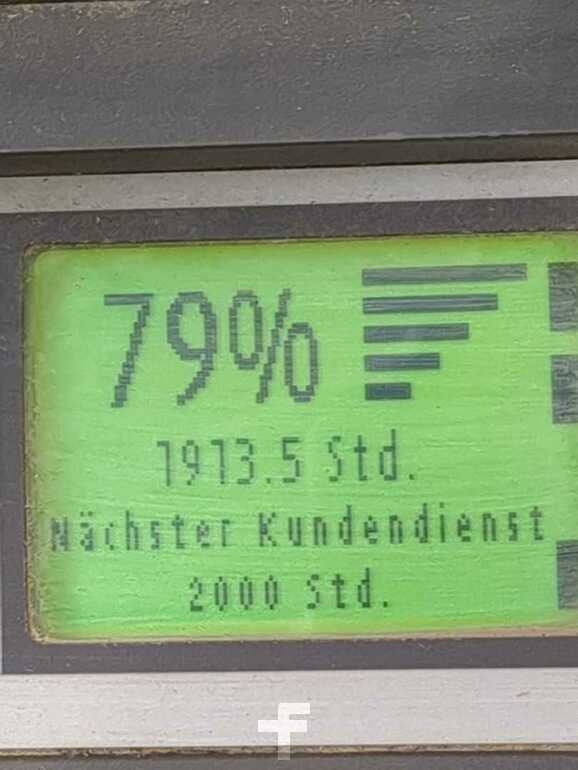 79%
1913.5 Std.
Nächster Kundendienst
2000 Std.